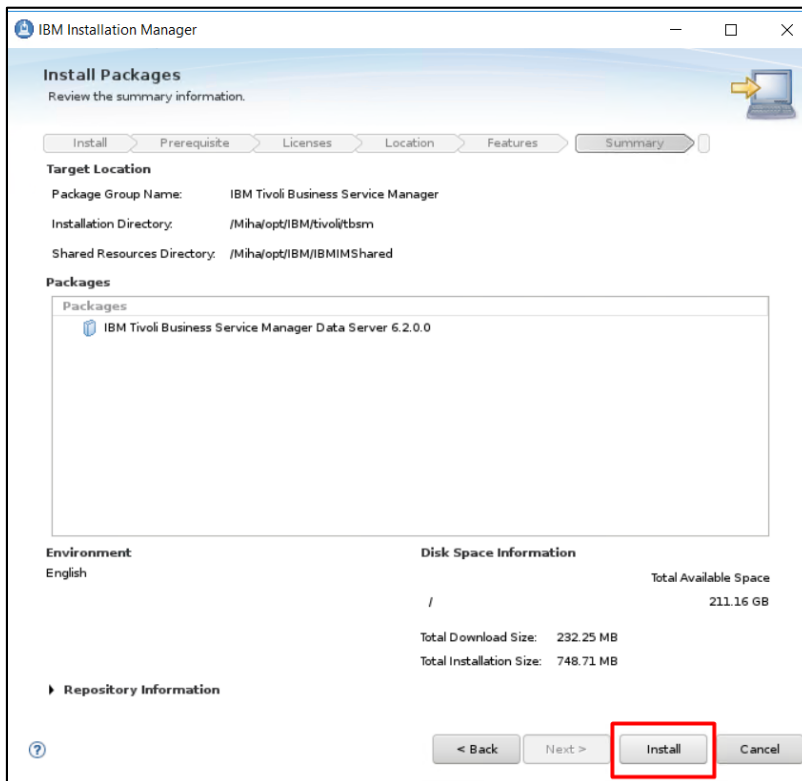 IBM Installation Manager
Install Packages
Review the summary information.
Install Prerequisite Licenses Location Features Summary
Target Location
Package Group Name: IBM Tivoli Business Service Manager
Installation Directory: /Miha/opt/IBM/tivoli/tbsm
Shared Resources Directory: /Miha/opt/IBM/IBMIMShared
Packages
Packages
IBM Tivoli Business Service Manager Data Server 6.2.0.0
Environment Disk Space Information
English Total Available Space
/ 211.16 GB
Total Download Size: 232.25 MB
Total Installation Size: 748.71 MB
Repository Information
? < Back Next > Install Cancel